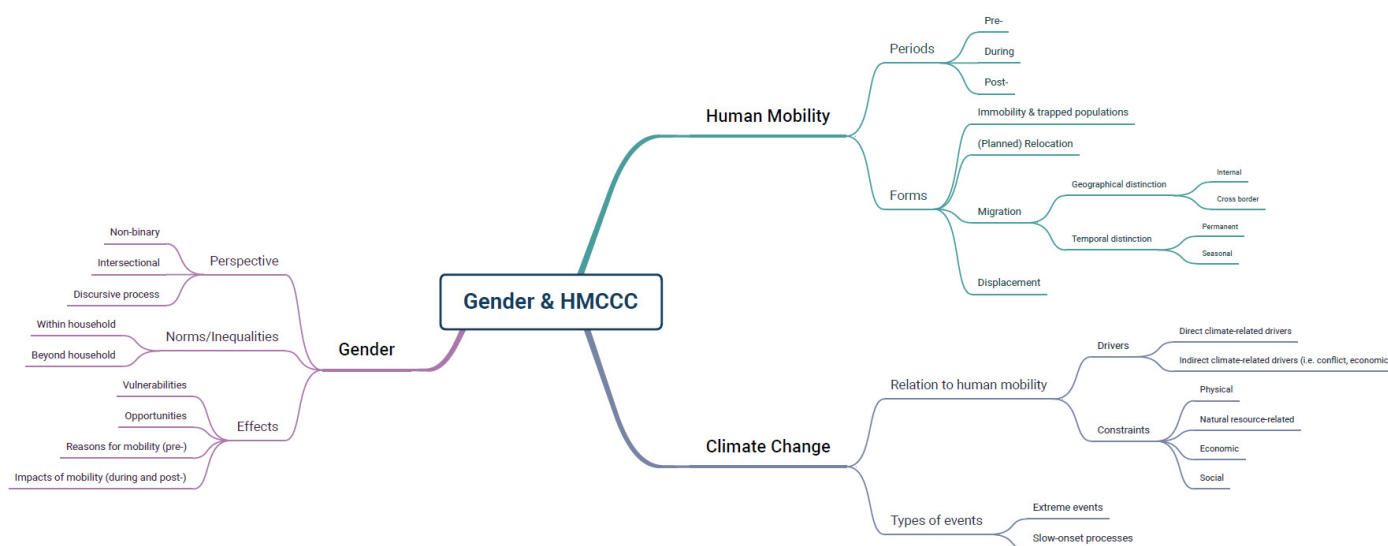 Gender & HMCCC
Human Mobility
Periods
Pre-
During
Post-
Forms
Immobility & trapped populations
(Planned) Relocation
Migration
Geographical distinction
Internal
Cross border
Temporal distinction
Permanent
Seasonal
Displacement
Climate Change
Relation to human mobility
Drivers
Direct climate-related drivers
Indirect climate-related drivers (i.e. conflict, economic
Constraints
Physical
Natural resource-related
Economic
Social
Types of events
Extreme events
Slow-onset processes
Gender
Perspective
Non-binary
Intersectional
Discursive process
Norms/Inequalities
Within household
Beyond household
Effects
Vulnerabilities
Opportunities
Reasons for mobility (pre-)
Impacts of mobility (during and post-)